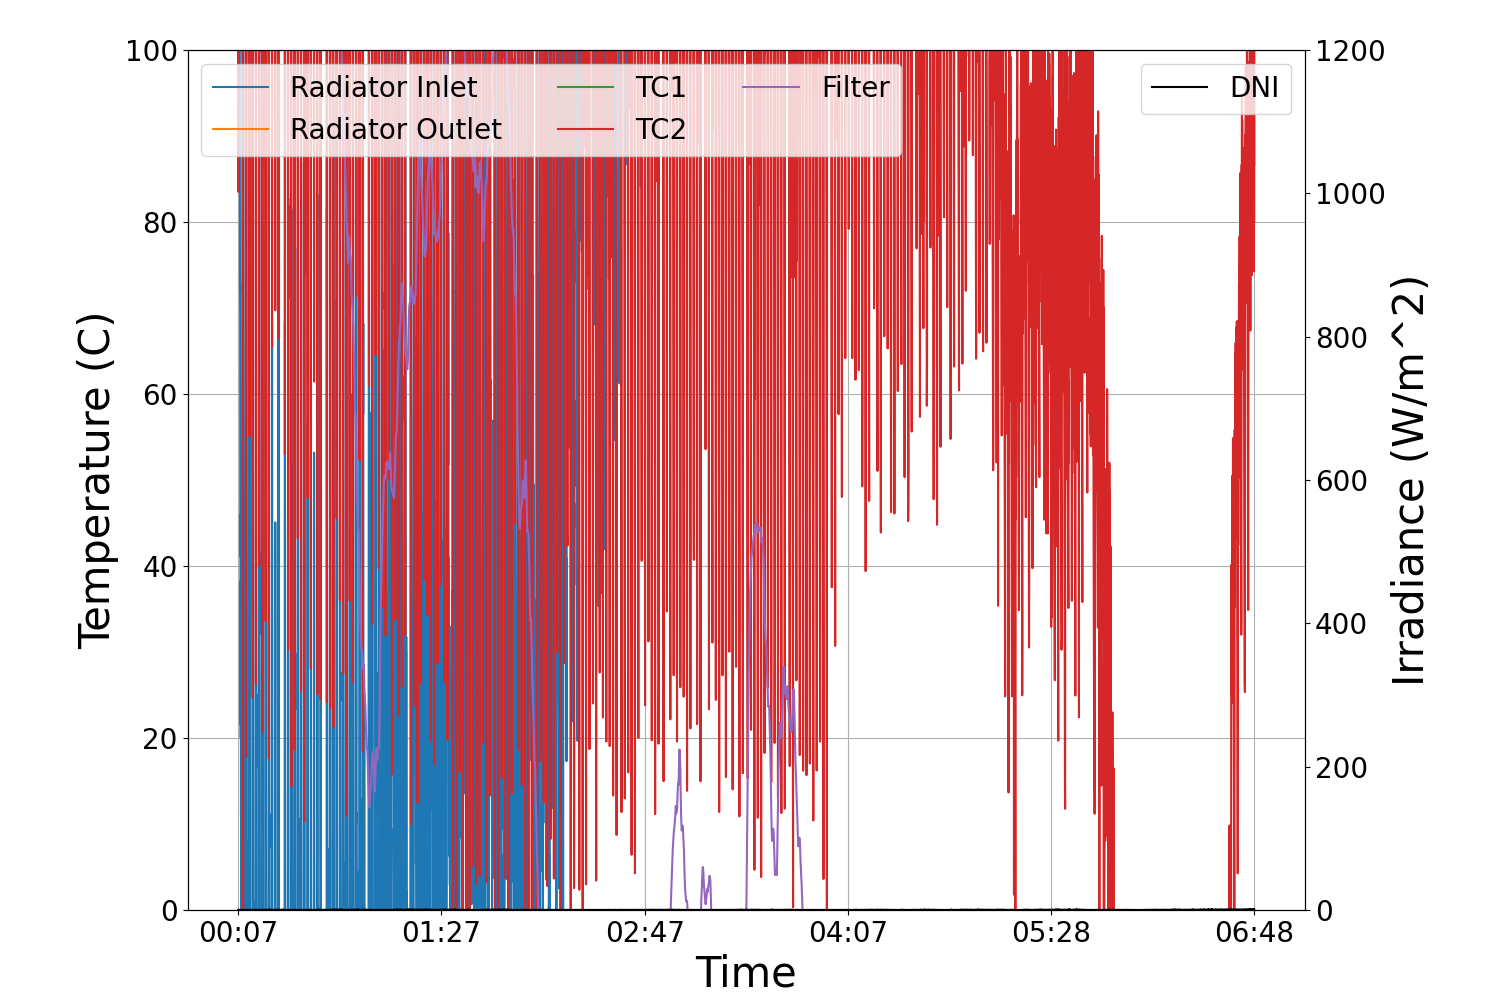 Radiator Inlet
Radiator Outlet
TC1
TC2
Filter
DNI
Temperature (C)
100
80
60
40
20
0
Irradiance (W/m^2)
1200
1000
800
600
400
200
0
00:07 01:27 02:47 04:07 05:28 06:48
Time